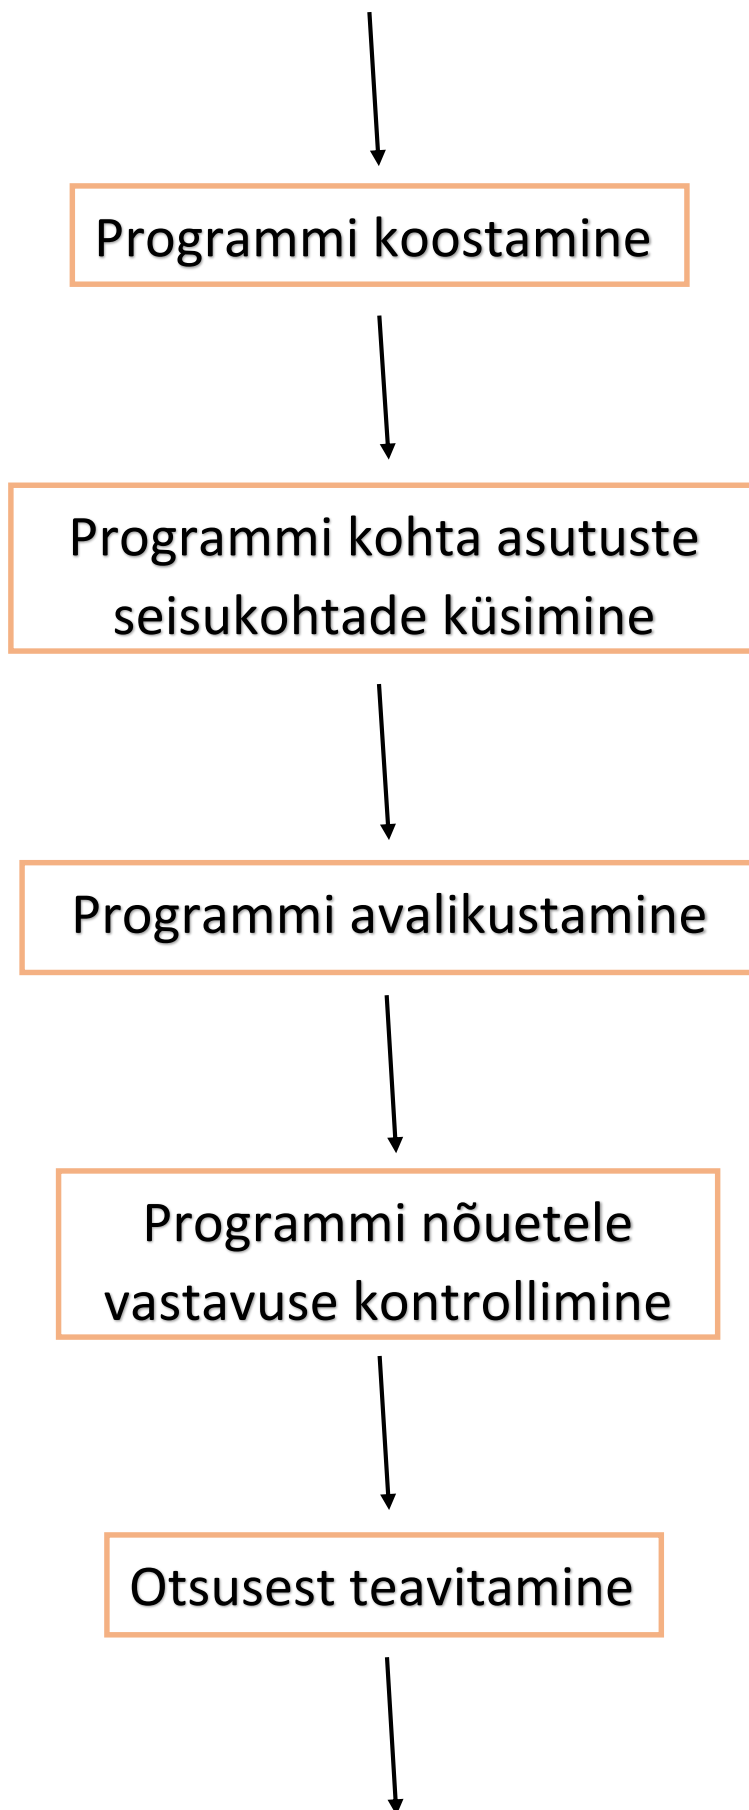 Programmi koostamine
Programmi kohta asutuste
seisukohtade küsimine
Programmi avalikustamine
Programmi nõuetele
vastavuse kontrollimine
Otsusest teavitamine